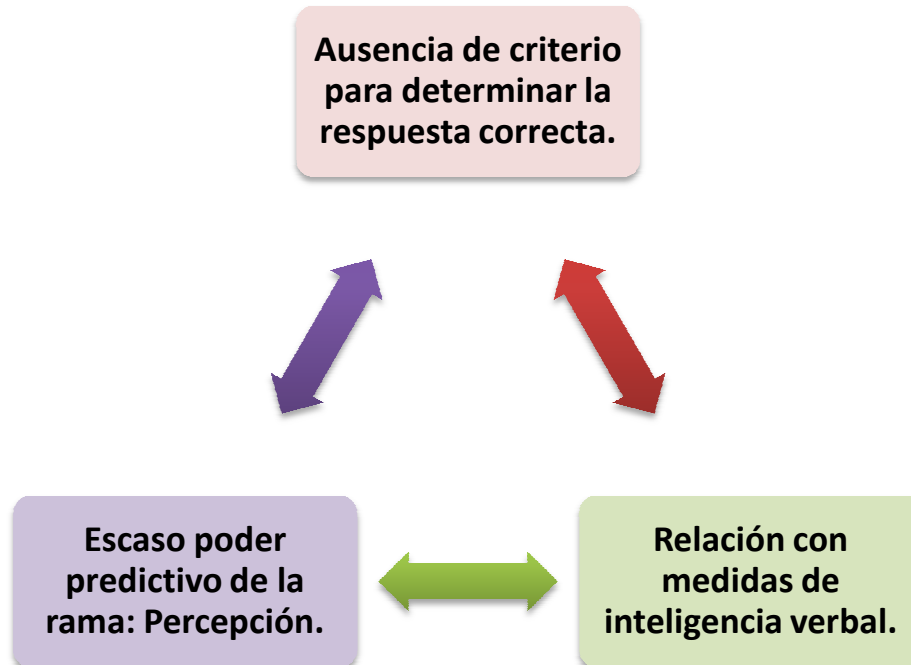 Ausencia de criterio
para determinar la
respuesta correcta.
Escaso poder
predictivo de la
rama: Percepción.
Relación con
medidas de
inteligencia verbal.